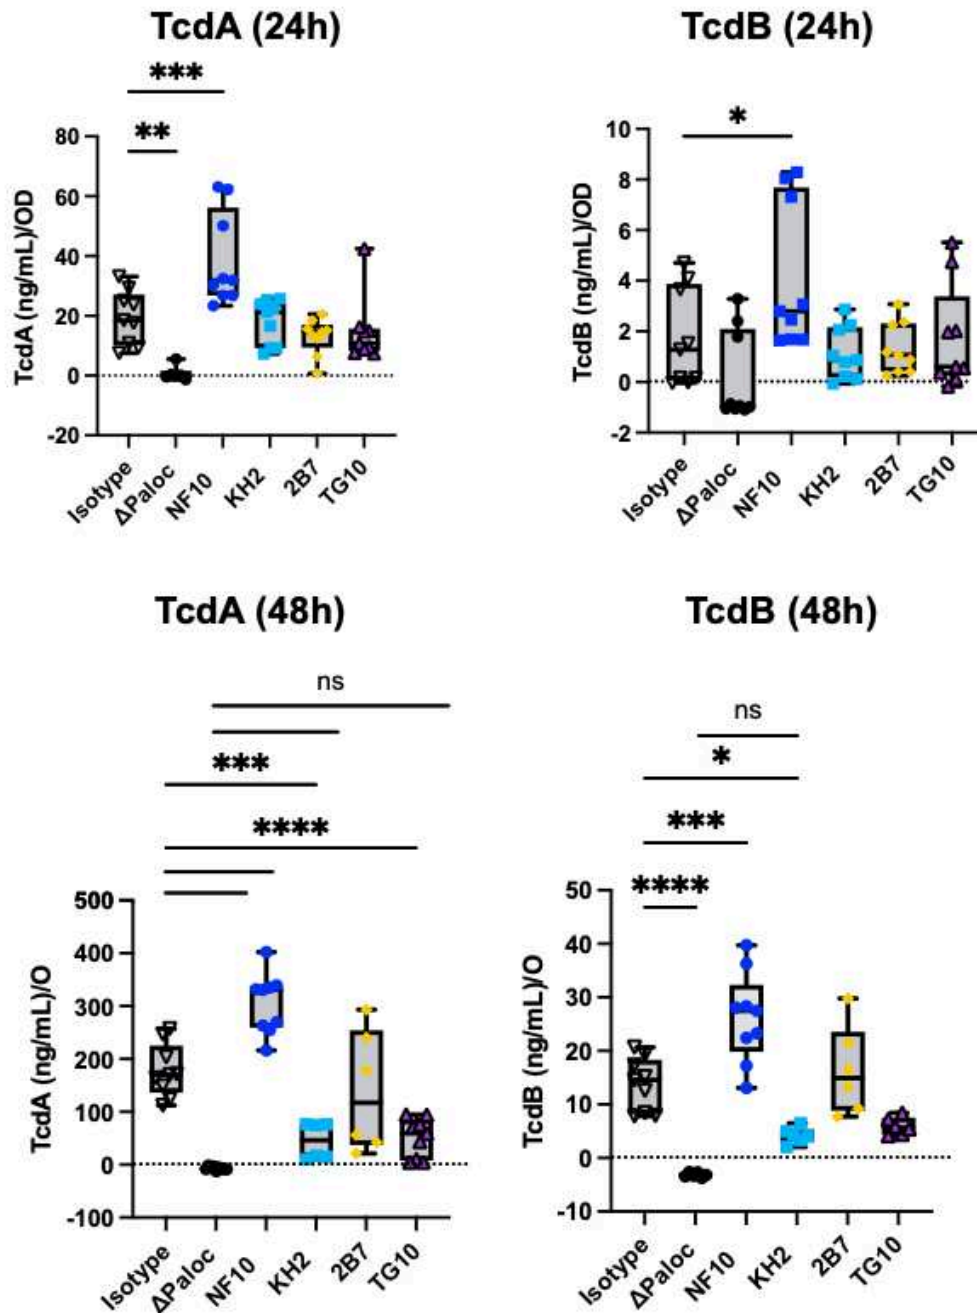 TcdA (24h)
***
**
80
60
40
20
0
-20
TcdA (ng/mL)/OD
Isotype
ΔPaloc
NF10
KH2
2B7
TG10
TcdB (24h)
*
10
8
6
4
2
0
-2
TcdB (ng/mL)/OD
Isotype
ΔPaloc
NF10
KH2
2B7
TG10
TcdA (48h)
ns
***
****
500
400
300
200
100
0
-100
TcdA (ng/mL)/O
Isotype
ΔPaloc
NF10
KH2
2B7
TG10
TcdB (48h)
ns
*
***
****
50
40
30
20
10
0
-10
TcdB (ng/mL)/O
Isotype
ΔPaloc
NF10
KH2
2B7
TG10